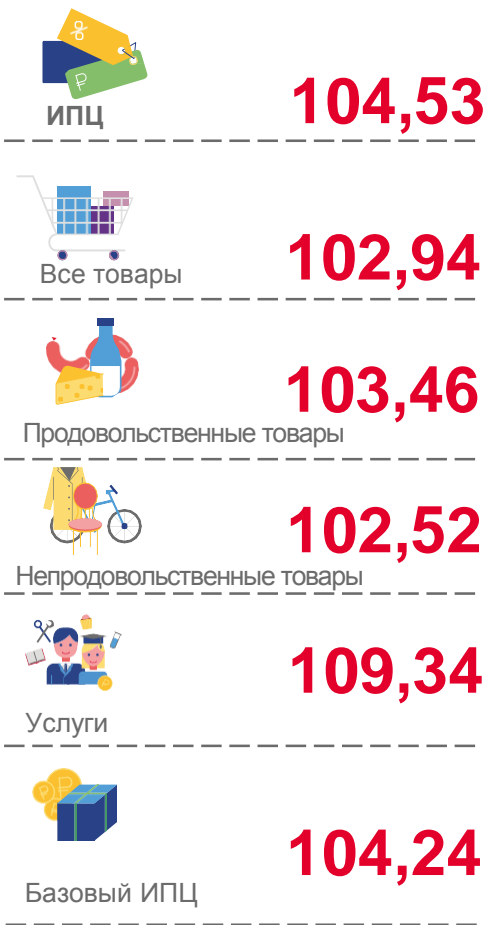 ИПЦ
104,53
Все товары
102,94
Продовольственные товары
103,46
Непродовольственные товары
102,52
Услуги
109,34
Базовый ИПЦ
104,24